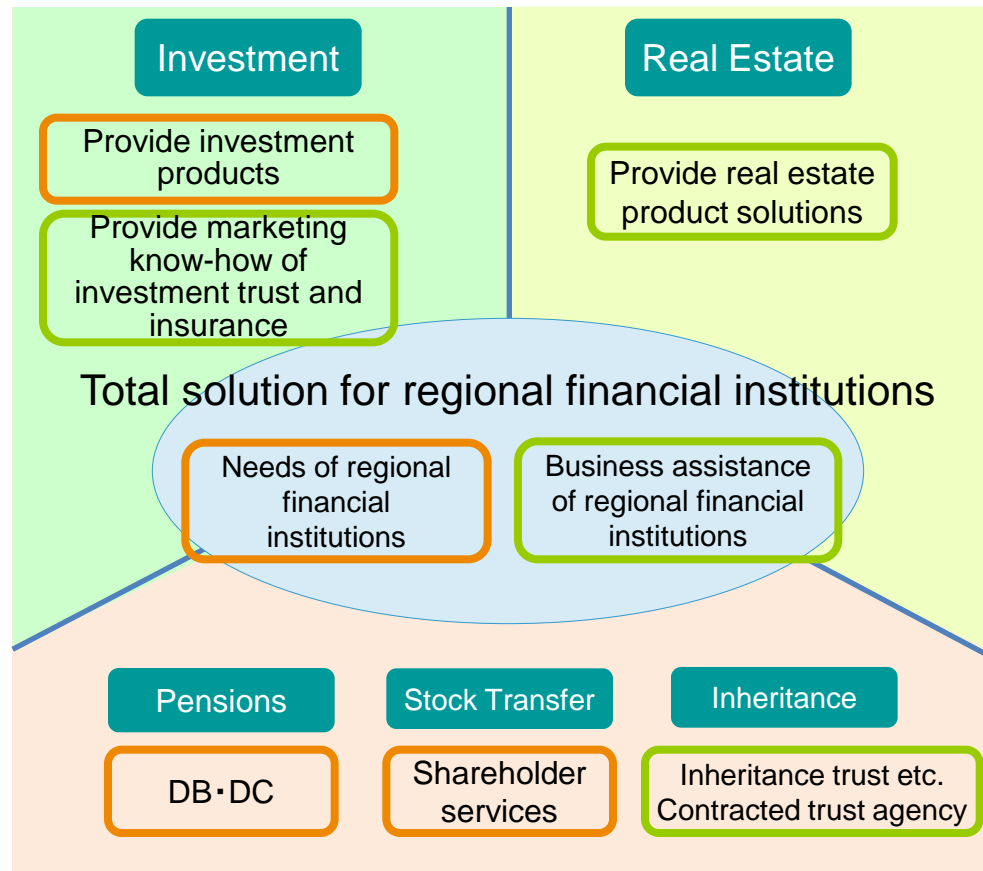 Investment
Real Estate
Provide investment
products
Provide marketing
know-how of
investment trust and
insurance
Provide real estate
product solutions
Total solution for regional financial institutions
Needs of regional
financial
institutions
Business assistance
of regional financial
institutions
Pensions
Stock Transfer
Inheritance
DB・DC
Shareholder
services
Inheritance trust etc.
Contracted trust agency